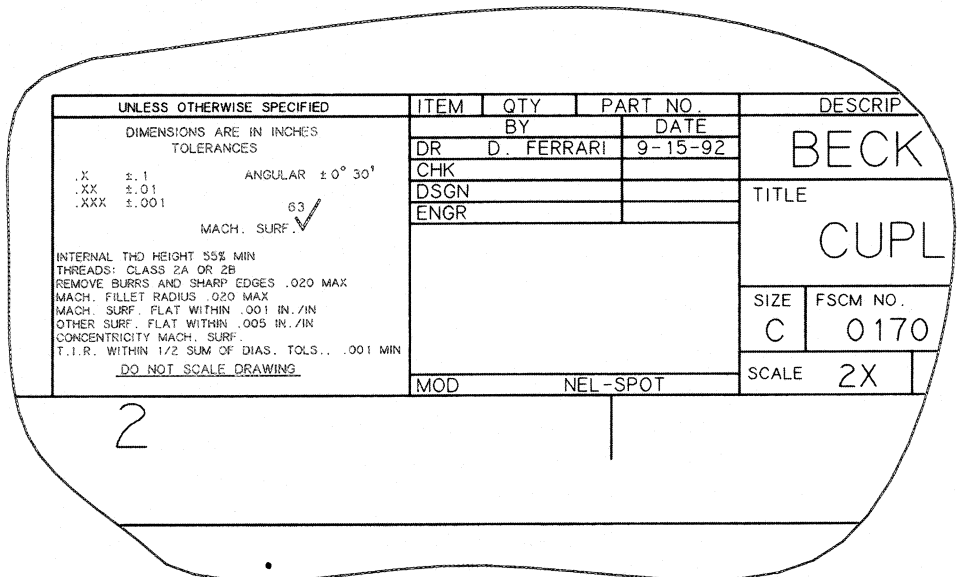 UNLESS OTHERWISE SPECIFIED
DIMENSIONS ARE IN INCHES
TOLERANCES
.X ±.1 ANGULAR ±0° 30'
.XX ±.01
.XXX ±.001
63
MACH. SURF.
INTERNAL THD HEIGHT 55% MIN
THREADS: CLASS 2A OR 2B
REMOVE BURRS AND SHARP EDGES .020 MAX
MACH. FILLET RADIUS .020 MAX
MACH. SURF. FLAT WITHIN .001 IN./IN
OTHER SURF. FLAT WITHIN .005 IN./IN
CONCENTRICITY MACH. SURF.
T.I.R. WITHIN 1/2 SUM OF DIAS. TOLS.. .001 MIN
DO NOT SCALE DRAWING
ITEM QTY PART NO. DESCRIP
BY DATE
DR D. FERRARI 9-15-92
CHK
DSGN
ENGR
MOD NEL-SPOT
BECK
TITLE
CUPL
SIZE FSCM NO.
C 0170
SCALE 2X
2